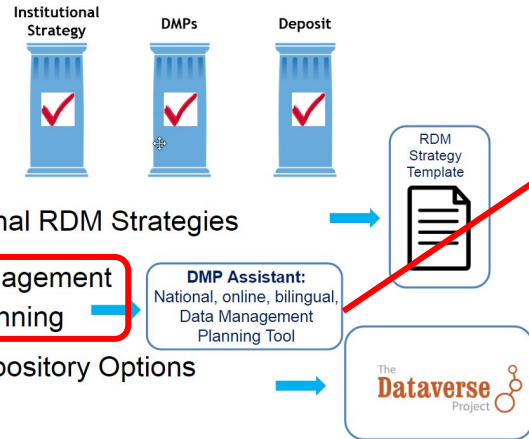 Institutional
Strategy
DMPs
Deposit
RDM
Strategy
Template
nal RDM Strategies
agement
nning
DMP Assistant:
National, online, bilingual,
Data Management
Planning Tool
pository Options
The
Dataverse
Project